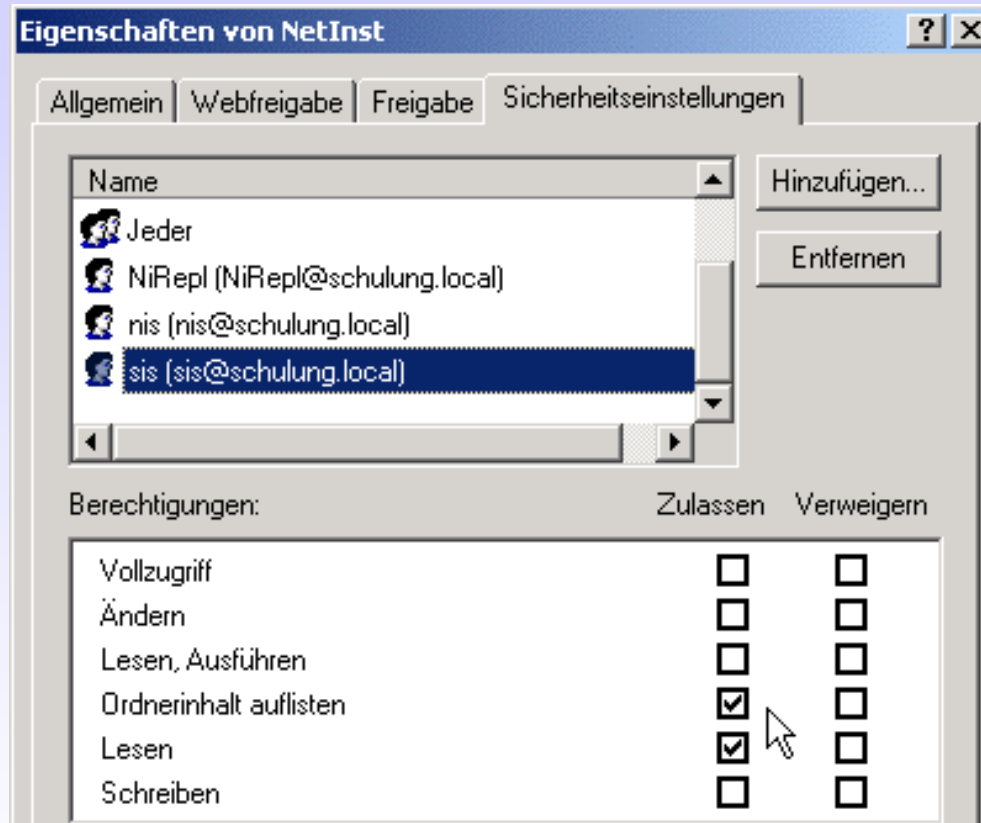 Eigenschaften von NetInst
Allgemein Webfreigabe Freigabe Sicherheitseinstellungen
Name
Hinzufügen...
Jeder
NiRepl (NiRepl@schulung.local)
Entfernen
nis (nis@schulung.local)
sis (sis@schulung.local)
Berechtigungen: Zulassen Verweigern
Vollzugriff
Ändern
Lesen, Ausführen
Ordnerinhalt auflisten
Lesen
Schreiben